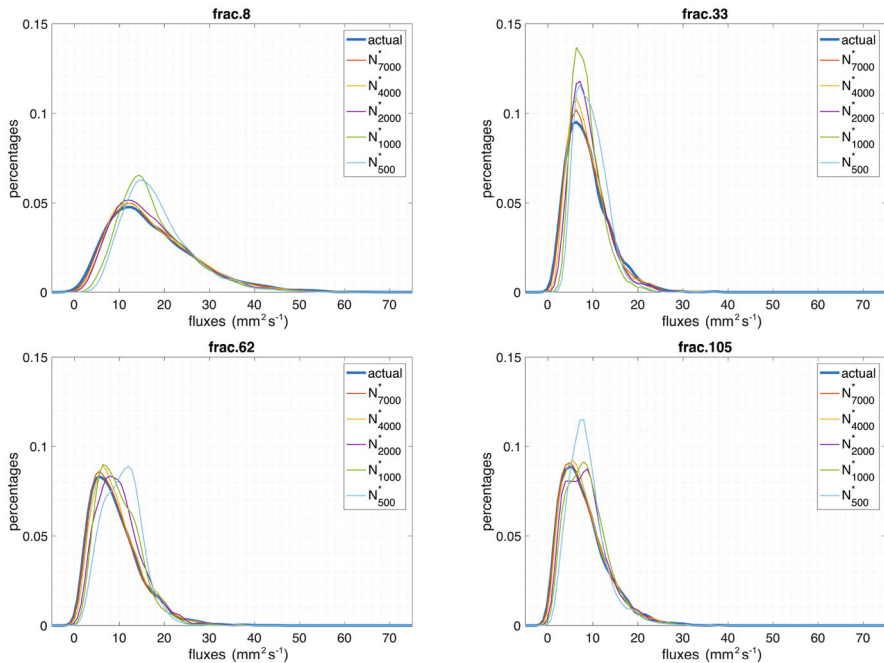 frac.8
0.15
0.1
0.05
0
percentages
0 10 20 30 40 50 60 70
fluxes (mm²s⁻¹)
actual
N*7000
N*4000
N*2000
N*1000
N*500
frac.33
0.15
0.1
0.05
0
percentages
0 10 20 30 40 50 60 70
fluxes (mm²s⁻¹)
actual
N*7000
N*4000
N*2000
N*1000
N*500
frac.62
0.15
0.1
0.05
0
percentages
0 10 20 30 40 50 60 70
fluxes (mm²s⁻¹)
actual
N*7000
N*4000
N*2000
N*1000
N*500
frac.105
0.15
0.1
0.05
0
percentages
0 10 20 30 40 50 60 70
fluxes (mm²s⁻¹)
actual
N*7000
N*4000
N*2000
N*1000
N*500